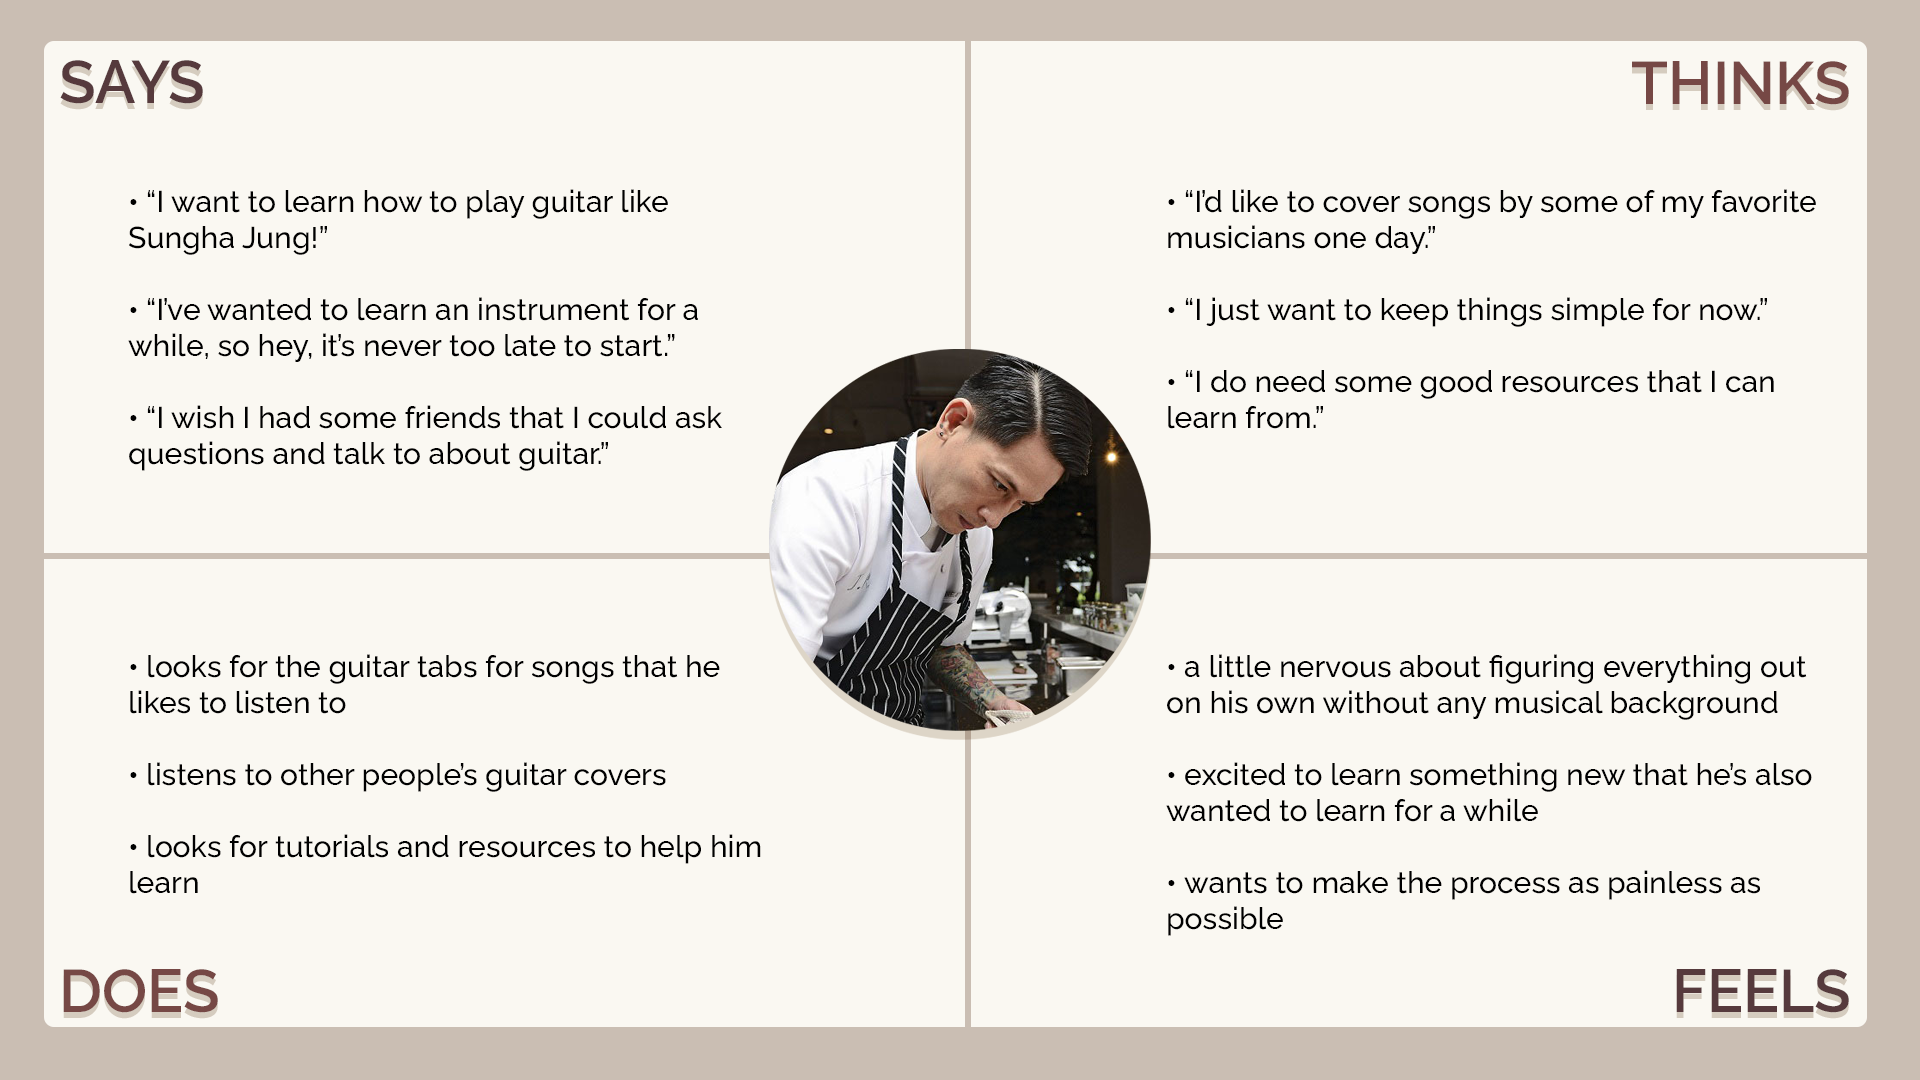 SAYS
• “I want to learn how to play guitar like
Sungha Jung!”
• “I’ve wanted to learn an instrument for a
while, so hey, it’s never too late to start.”
• “I wish I had some friends that I could ask
questions and talk to about guitar.”
THINKS
• “I’d like to cover songs by some of my favorite
musicians one day.”
• “I just want to keep things simple for now.”
• “I do need some good resources that I can
learn from.”
• looks for the guitar tabs for songs that he
likes to listen to
• listens to other people’s guitar covers
• looks for tutorials and resources to help him
learn
DOES
• a little nervous about figuring everything out
on his own without any musical background
• excited to learn something new that he’s also
wanted to learn for a while
• wants to make the process as painless as
possible
FEELS